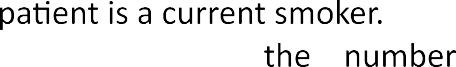 patient is a current smoker.
the number